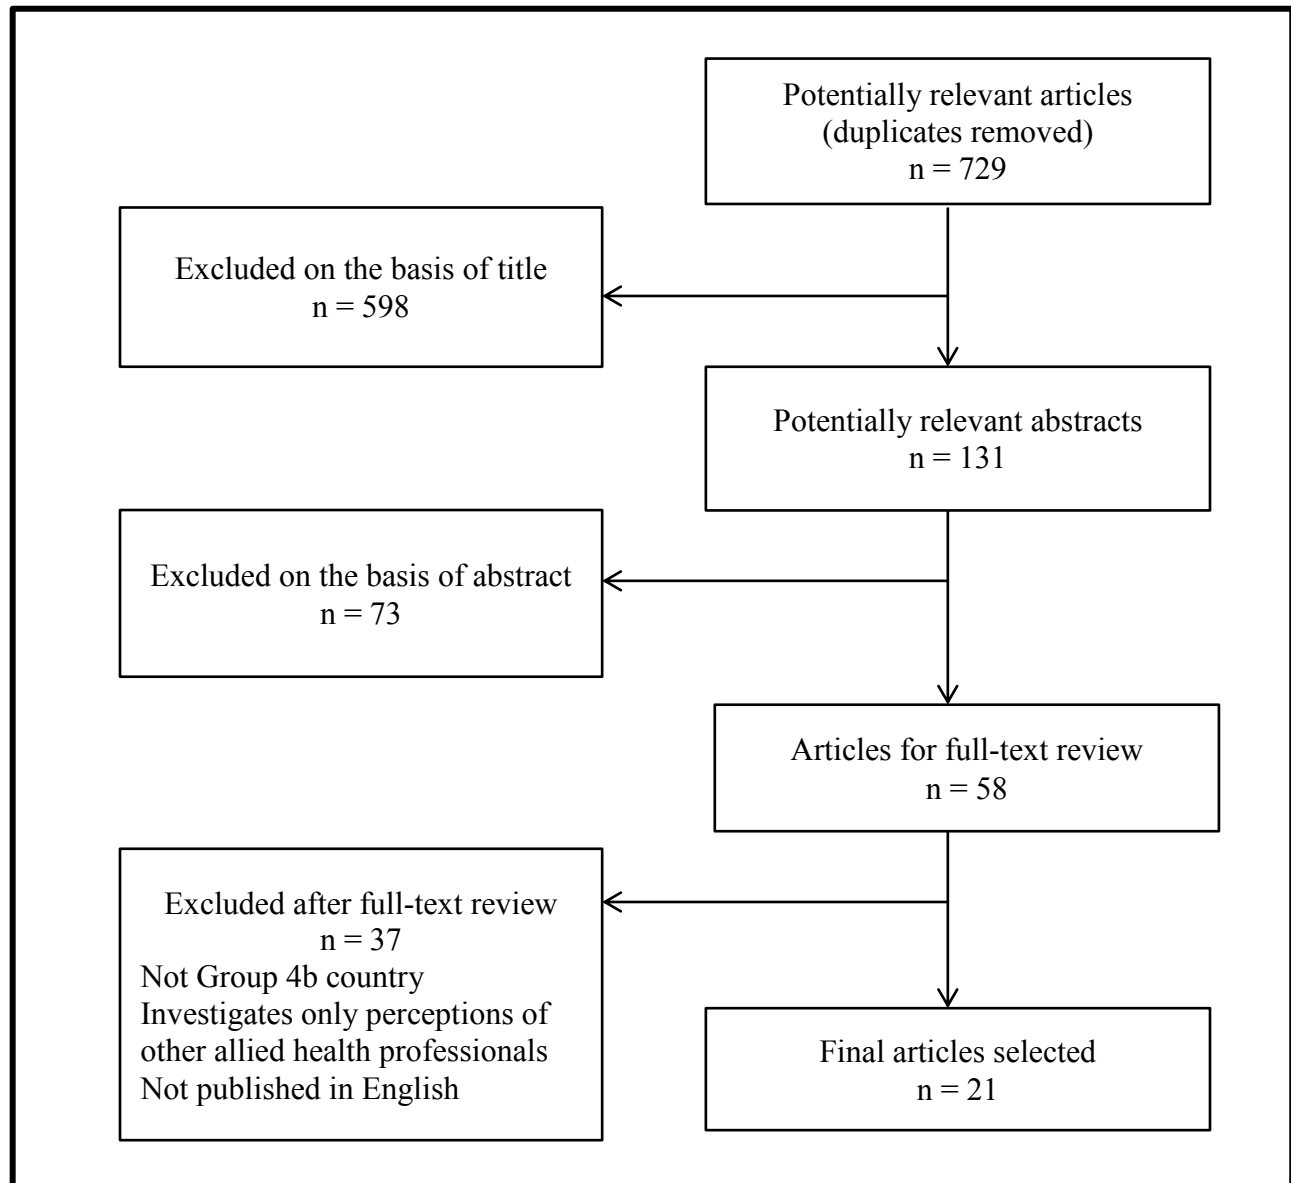 Potentially relevant articles
(duplicates removed)
n = 729
Excluded on the basis of title
n = 598
Potentially relevant abstracts
n = 131
Excluded on the basis of abstract
n = 73
Articles for full-text review
n = 58
Excluded after full-text review
n = 37
Not Group 4b country
Investigates only perceptions of
other allied health professionals
Not published in English
Final articles selected
n = 21